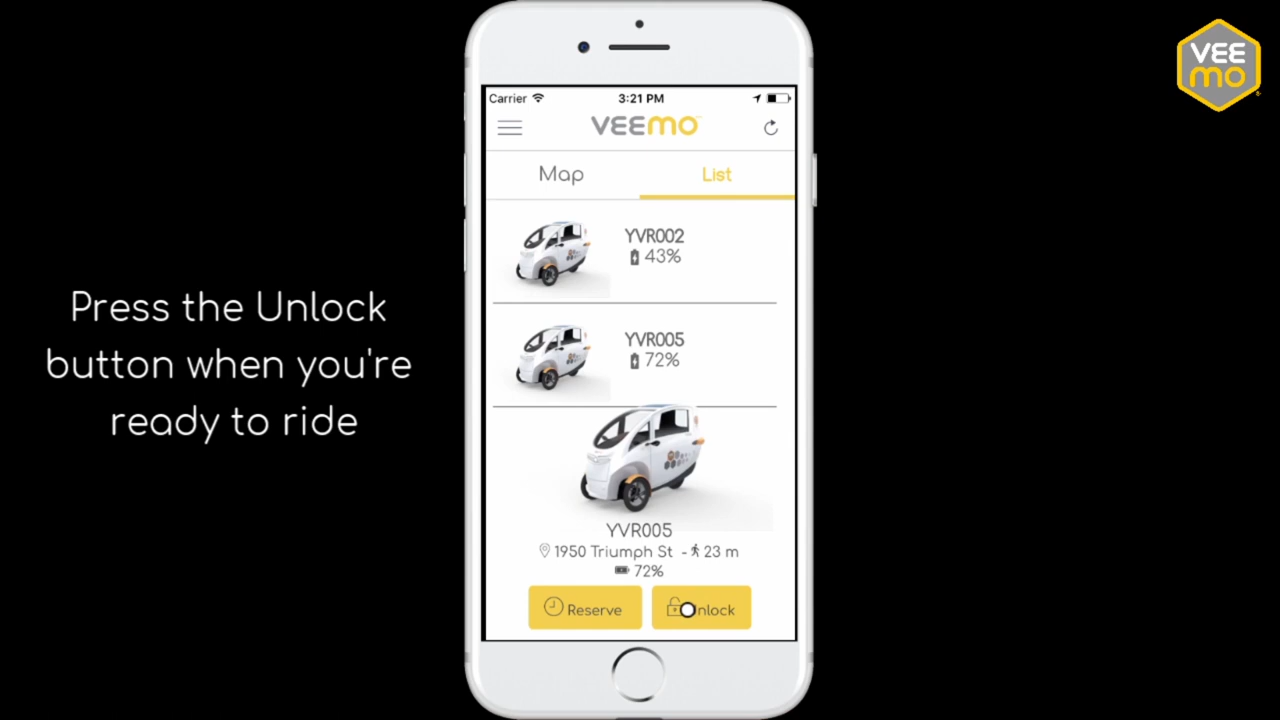 VEE
mo
Carrier
3:21 PM
VEEmo
Map
List
YVR002
43%
YVR005
72%
Press the Unlock
button when you're
ready to ride
YVR005
1950 Triumph St - 23 m
72%
Reserve
nlock